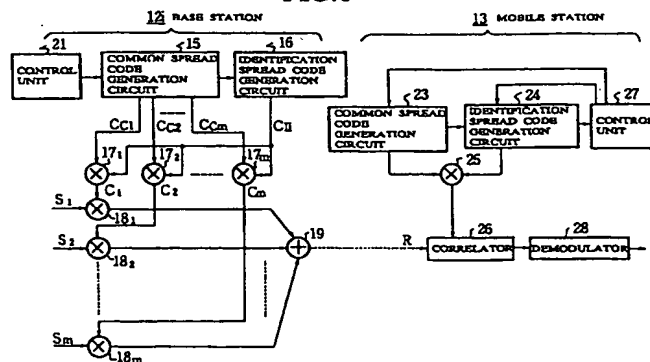 12i BASE STATION
13 MOBILE STATION
21
15
16
CONTROL
UNIT
COMMON SPREAD
CODE
GENERATION
CIRCUIT
IDENTIFICATION
SPREAD CODE
GENERATION
CIRCUIT
23
24
27
COMMON SPREAD
CODE
GENERATION
CIRCUIT
IDENTIFICATION
SPREAD CODE
GENERATION
CIRCUIT
CONTROL
UNIT
CC1
CC2
CCm
CIi
171
172
17m
25
C1
C2
Cm
S1
181
S2
182
19
R
26
28
CORRELATOR
DEMODULATOR
Sm
18m